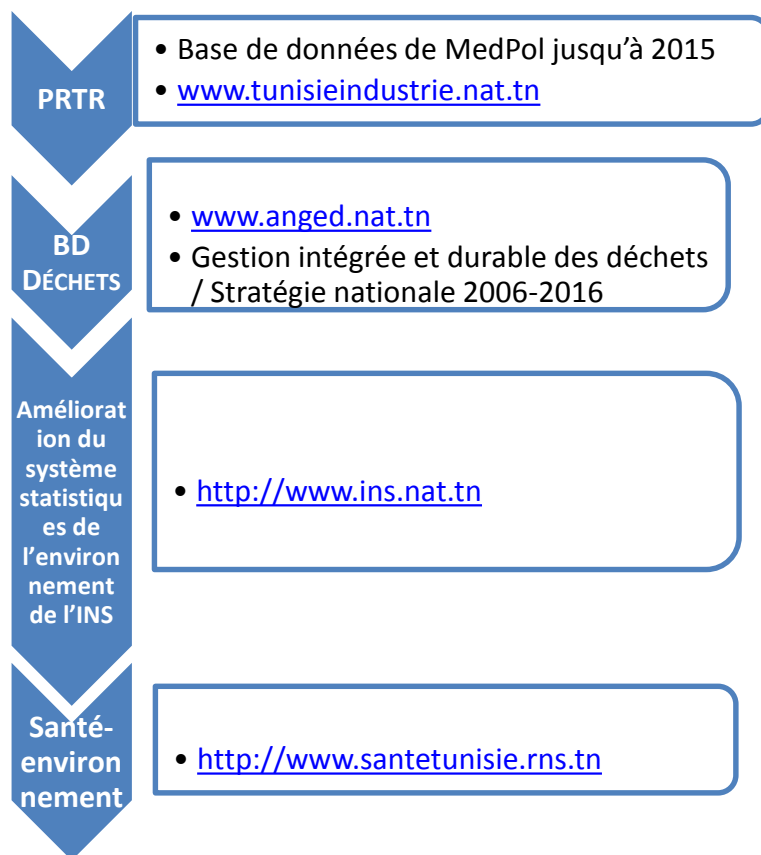 PRTR
• Base de données de MedPol jusqu’à 2015
• www.tunisieindustrie.nat.tn
BD
DÉCHETS
• www.anged.nat.tn
• Gestion intégrée et durable des déchets
/ Stratégie nationale 2006-2016
Améliorat
ion du
système
statistiqu
es de
l’environ
nement
de l’INS
• http://www.ins.nat.tn
Santé-
environ
nement
• http://www.santetunisie.rns.tn